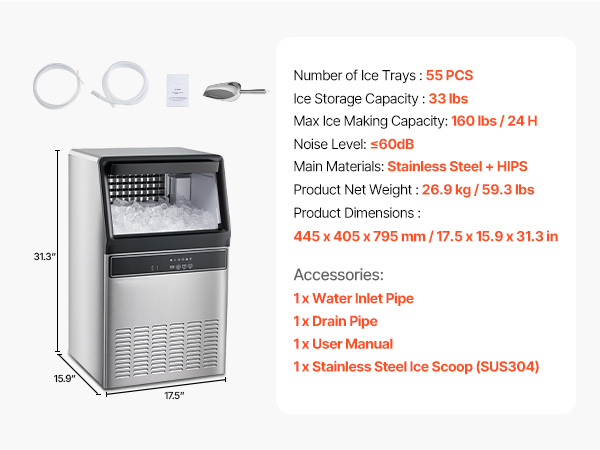 Number of Ice Trays : 55 PCS
Ice Storage Capacity : 33 lbs
Max Ice Making Capacity: 160 lbs / 24 H
Noise Level: ≤60dB
Main Materials: Stainless Steel + HIPS
Product Net Weight : 26.9 kg / 59.3 lbs
Product Dimensions :
445 x 405 x 795 mm / 17.5 x 15.9 x 31.3 in
Accessories:
1 x Water Inlet Pipe
1 x Drain Pipe
1 x User Manual
1 x Stainless Steel Ice Scoop (SUS304)
31.3"
15.9"
17.5"